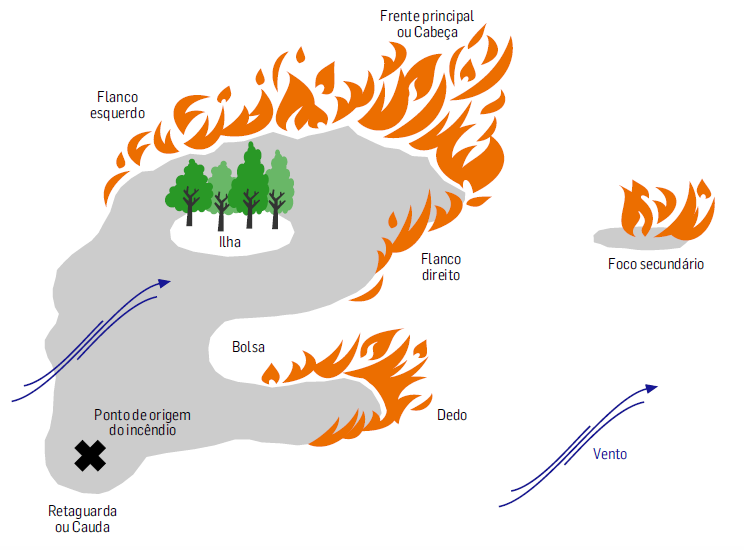 Frente principal
ou Cabeça
Flanco
esquerdo
Ilha
Flanco
direito
Foco secundário
Bolsa
Ponto de origem
do incêndio
Dedo
Vento
Retaguarda
ou Cauda